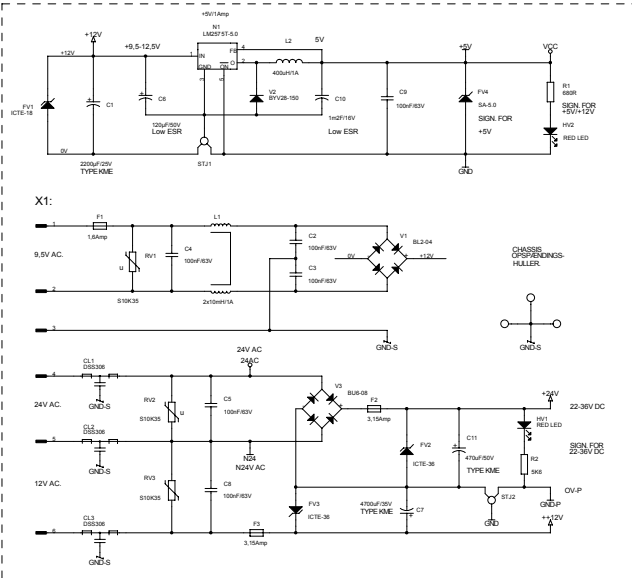 +5V/1Amp
N1
LM2575T-5.0
+12V
+12V
+9,5-12,5V
1
IN
FB
4
GND
ON
O
2
3
5
L2
400uH/1A
5V
+5V
VCC
FV1
ICTE-18
C1
C6
120µF/50V
Low ESR
V2
BYV28-150
C10
1m2F/16V
Low ESR
C9
100nF/63V
FV4
SA-5.0
SIGN. FOR
+5V
R1
680R
SIGN. FOR
+5V/+12V
HV2
RED LED
0V
2200µF/25V
TYPE KME
STJ1
GND
X1:
1
F1
1,6Amp
L1
9,5V AC.
u
RV1
S10K35
C4
100nF/63V
2x10mH/1A
C2
100nF/63V
C3
100nF/63V
V1
BL2-04
0V
+12V
CHASSIS
OPSPÆNDINGS-
HULLER.
2
3
GND-S
GND-S
4
CL1
DSS306
GND-S
24V AC
24AC
24V AC.
RV2
S10K35
u
C5
100nF/63V
V3
BU6-08
F2
3,15Amp
+24V
22-36V DC
HV1
RED LED
CL2
DSS306
5
GND-S
N24
N24V AC
FV2
ICTE-36
C11
470uF/50V
TYPE KME
SIGN. FOR
22-36V DC
R2
5K6
12V AC.
RV3
S10K35
C8
100nF/63V
FV3
ICTE-36
4700uF/35V
TYPE KME
C7
STJ2
GND
OV-P
GND-P
++12V
CL3
DSS306
6
GND-S
F3
3,15Amp